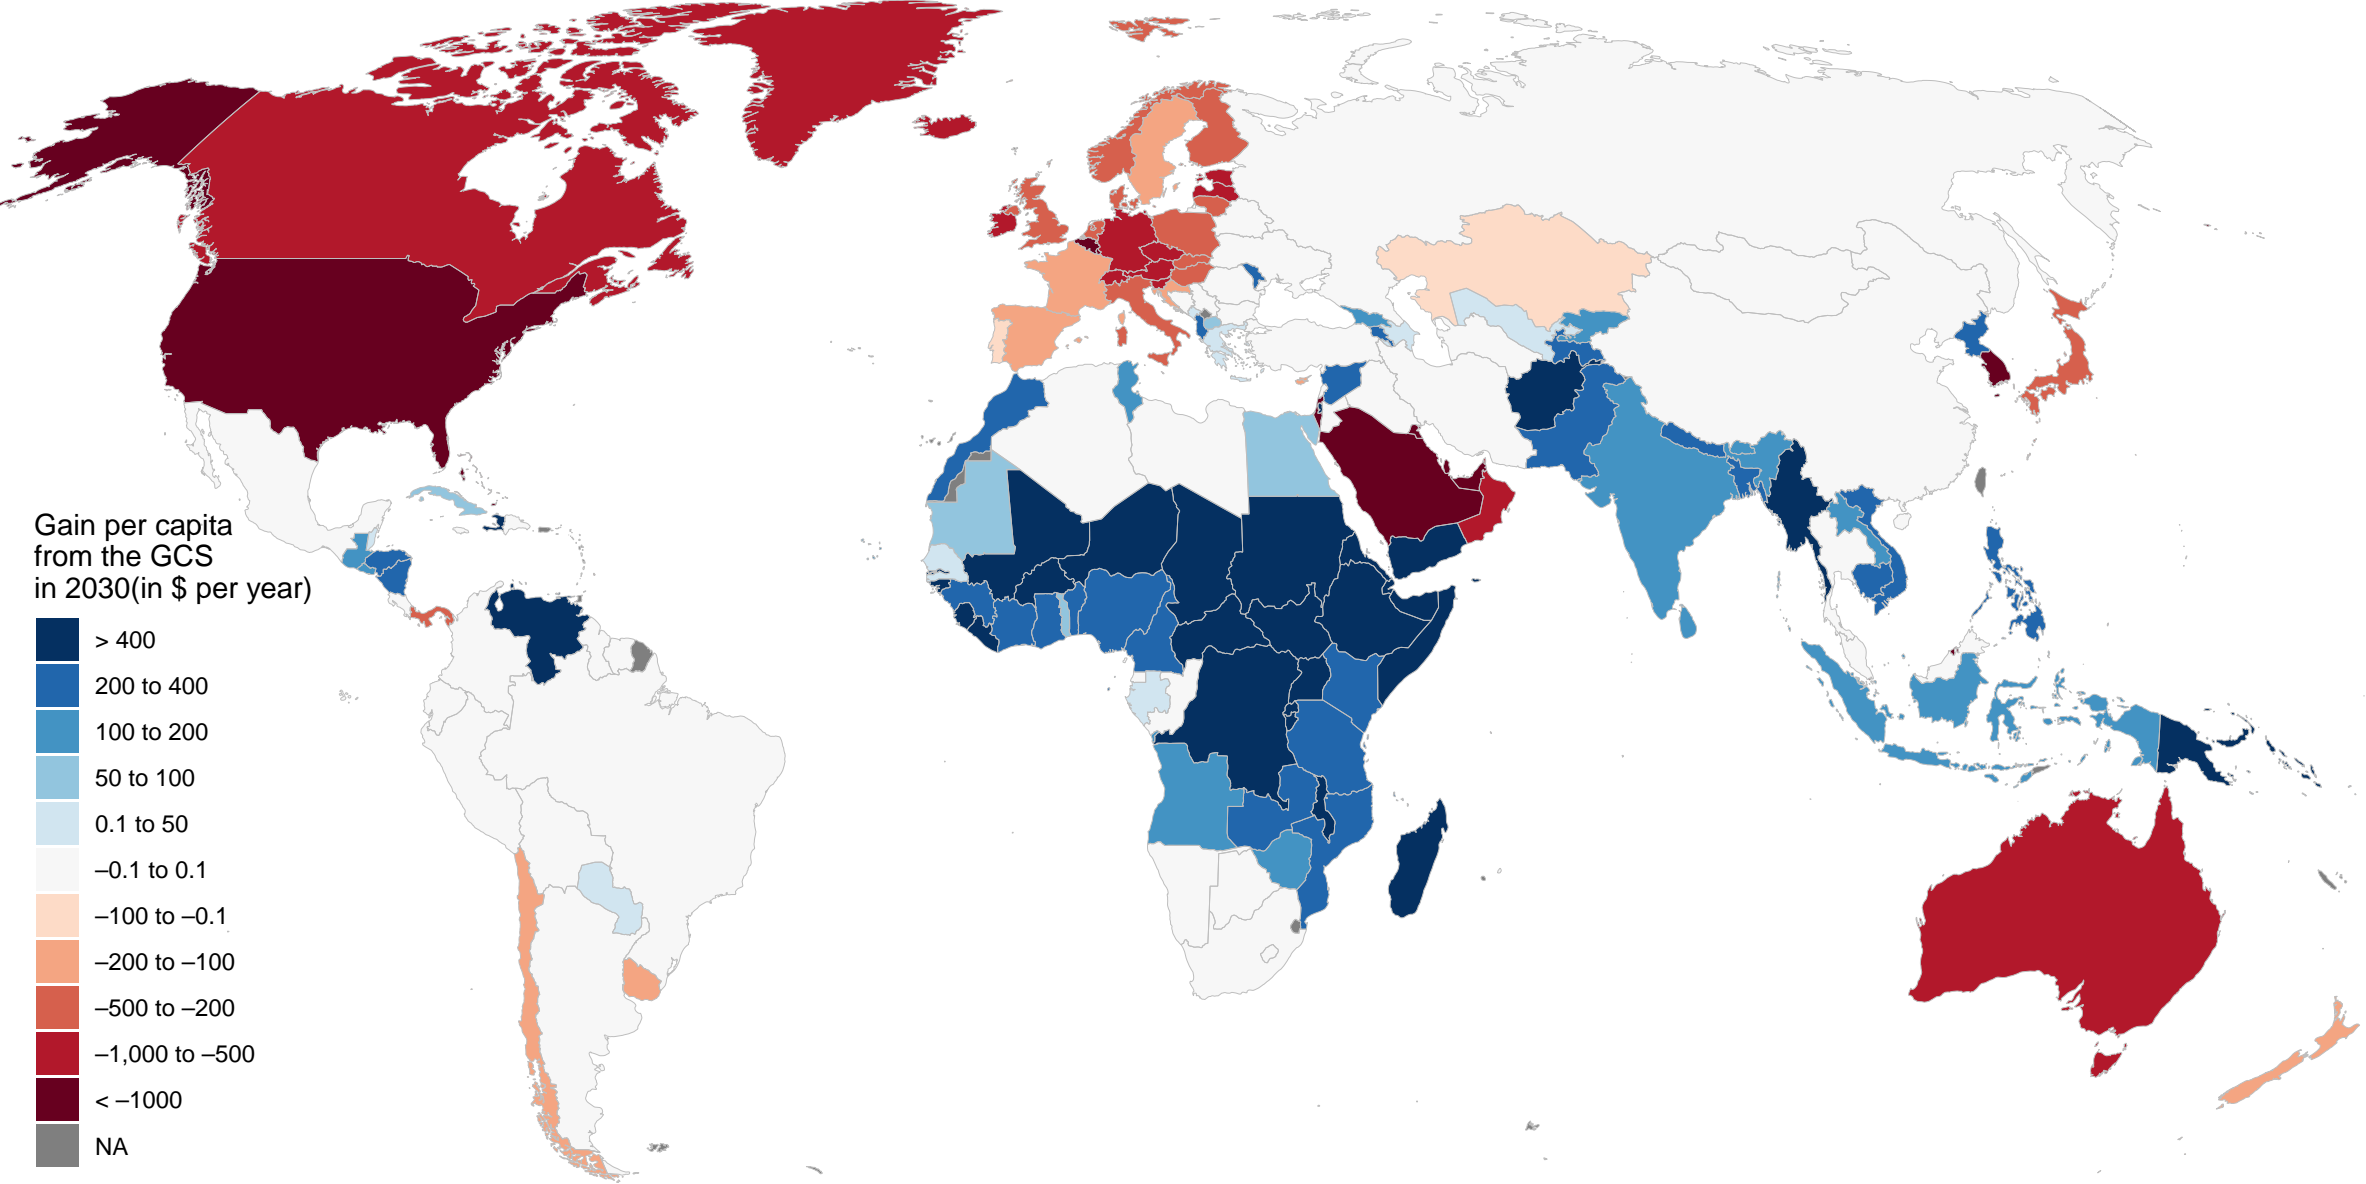 Gain per capita
from the GCS
in 2030(in $ per year)
> 400
200 to 400
100 to 200
50 to 100
0.1 to 50
–0.1 to 0.1
–100 to –0.1
–200 to –100
–500 to –200
–1,000 to –500
< –1000
NA